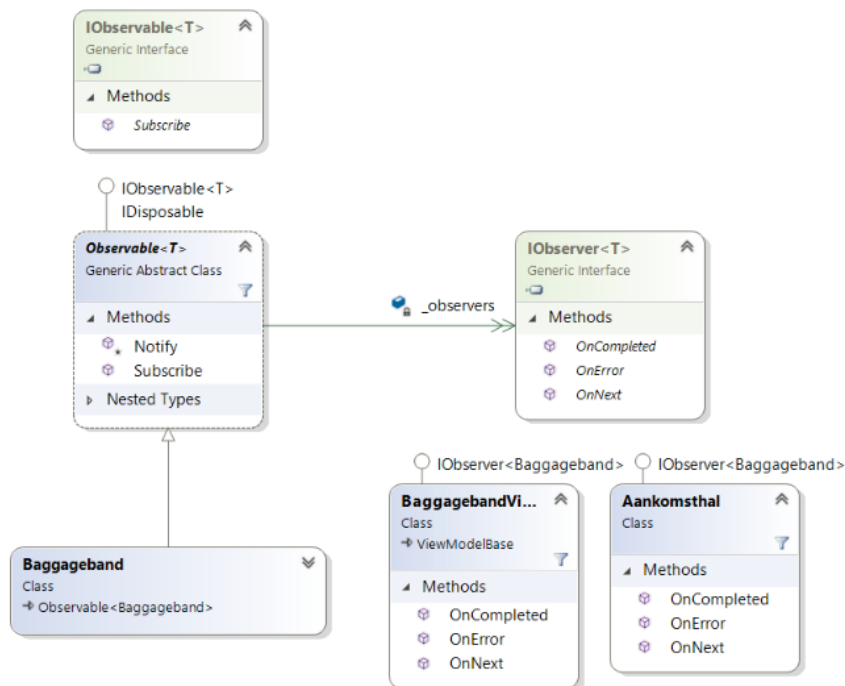 IObservable<T>
Generic Interface
Methods
Subscribe
IObservable<T>
IDisposable
Observable<T>
Generic Abstract Class
Methods
Notify
Subscribe
Nested Types
_observers
IObserver<T>
Generic Interface
Methods
OnCompleted
OnError
OnNext
Baggageband
Class
Observable<Baggageband>
IObserver<Baggageband>
BaggagebandVi...
Class
ViewModelBase
Methods
OnCompleted
OnError
OnNext
IObserver<Baggageband>
Aankomsthal
Class
Methods
OnCompleted
OnError
OnNext